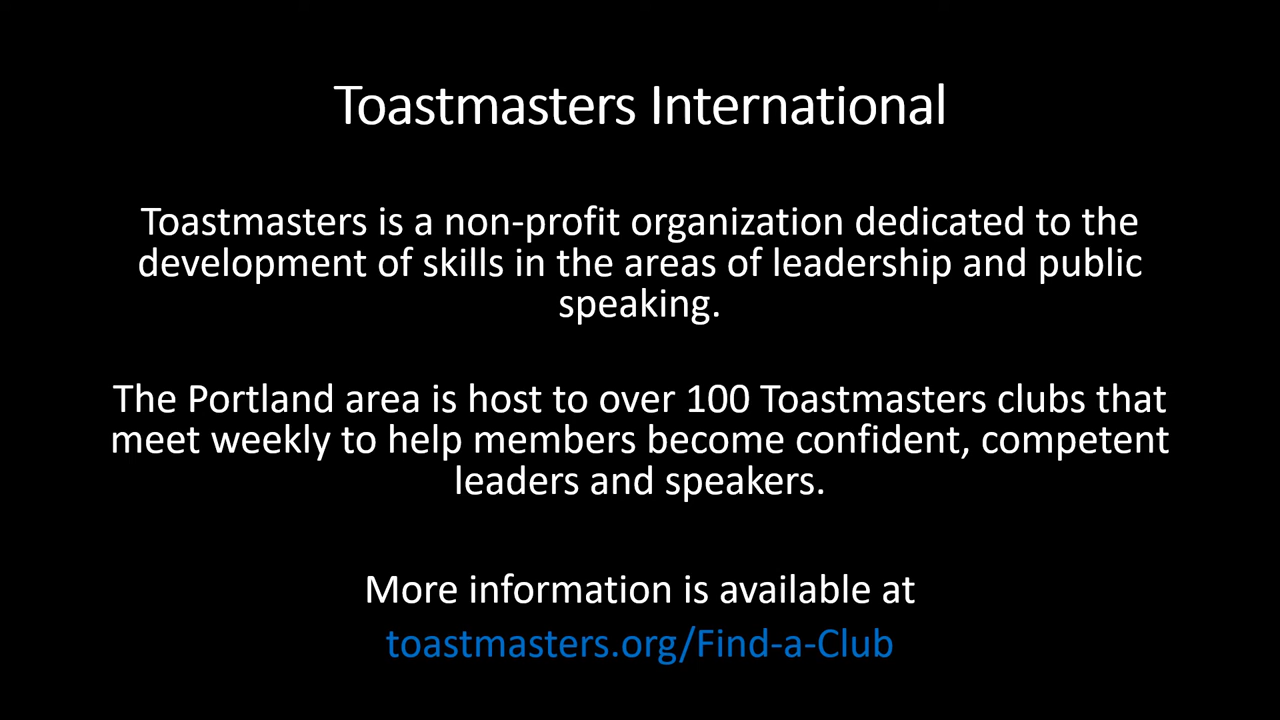 Toastmasters International
Toastmasters is a non-profit organization dedicated to the
development of skills in the areas of leadership and public
speaking.
The Portland area is host to over 100 Toastmasters clubs that
meet weekly to help members become confident, competent
leaders and speakers.
More information is available at
toastmasters.org/Find-a-Club